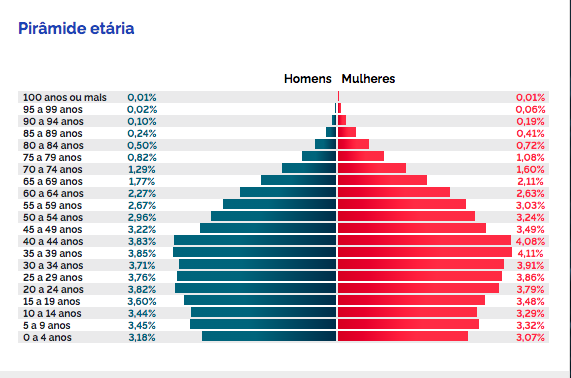 Pirâmide etária
Homens Mulheres
100 anos ou mais 0,01% 0,01%
95 a 99 anos 0,02% 0,06%
90 a 94 anos 0,10% 0,19%
85 a 89 anos 0,24% 0,41%
80 a 84 anos 0,50% 0,72%
75 a 79 anos 0,82% 1,08%
70 a 74 anos 1,29% 1,60%
65 a 69 anos 1,77% 2,11%
60 a 64 anos 2,27% 2,63%
55 a 59 anos 2,67% 3,03%
50 a 54 anos 2,96% 3,24%
45 a 49 anos 3,22% 3,49%
40 a 44 anos 3,83% 4,08%
35 a 39 anos 3,85% 4,11%
30 a 34 anos 3,71% 3,91%
25 a 29 anos 3,76% 3,86%
20 a 24 anos 3,82% 3,79%
15 a 19 anos 3,60% 3,48%
10 a 14 anos 3,44% 3,29%
5 a 9 anos 3,45% 3,32%
0 a 4 anos 3,18% 3,07%